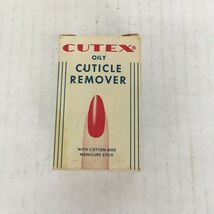 CUTEX®
OILY
CUTICLE
REMOVER
WITH COTTON AND
MANICURE STICK